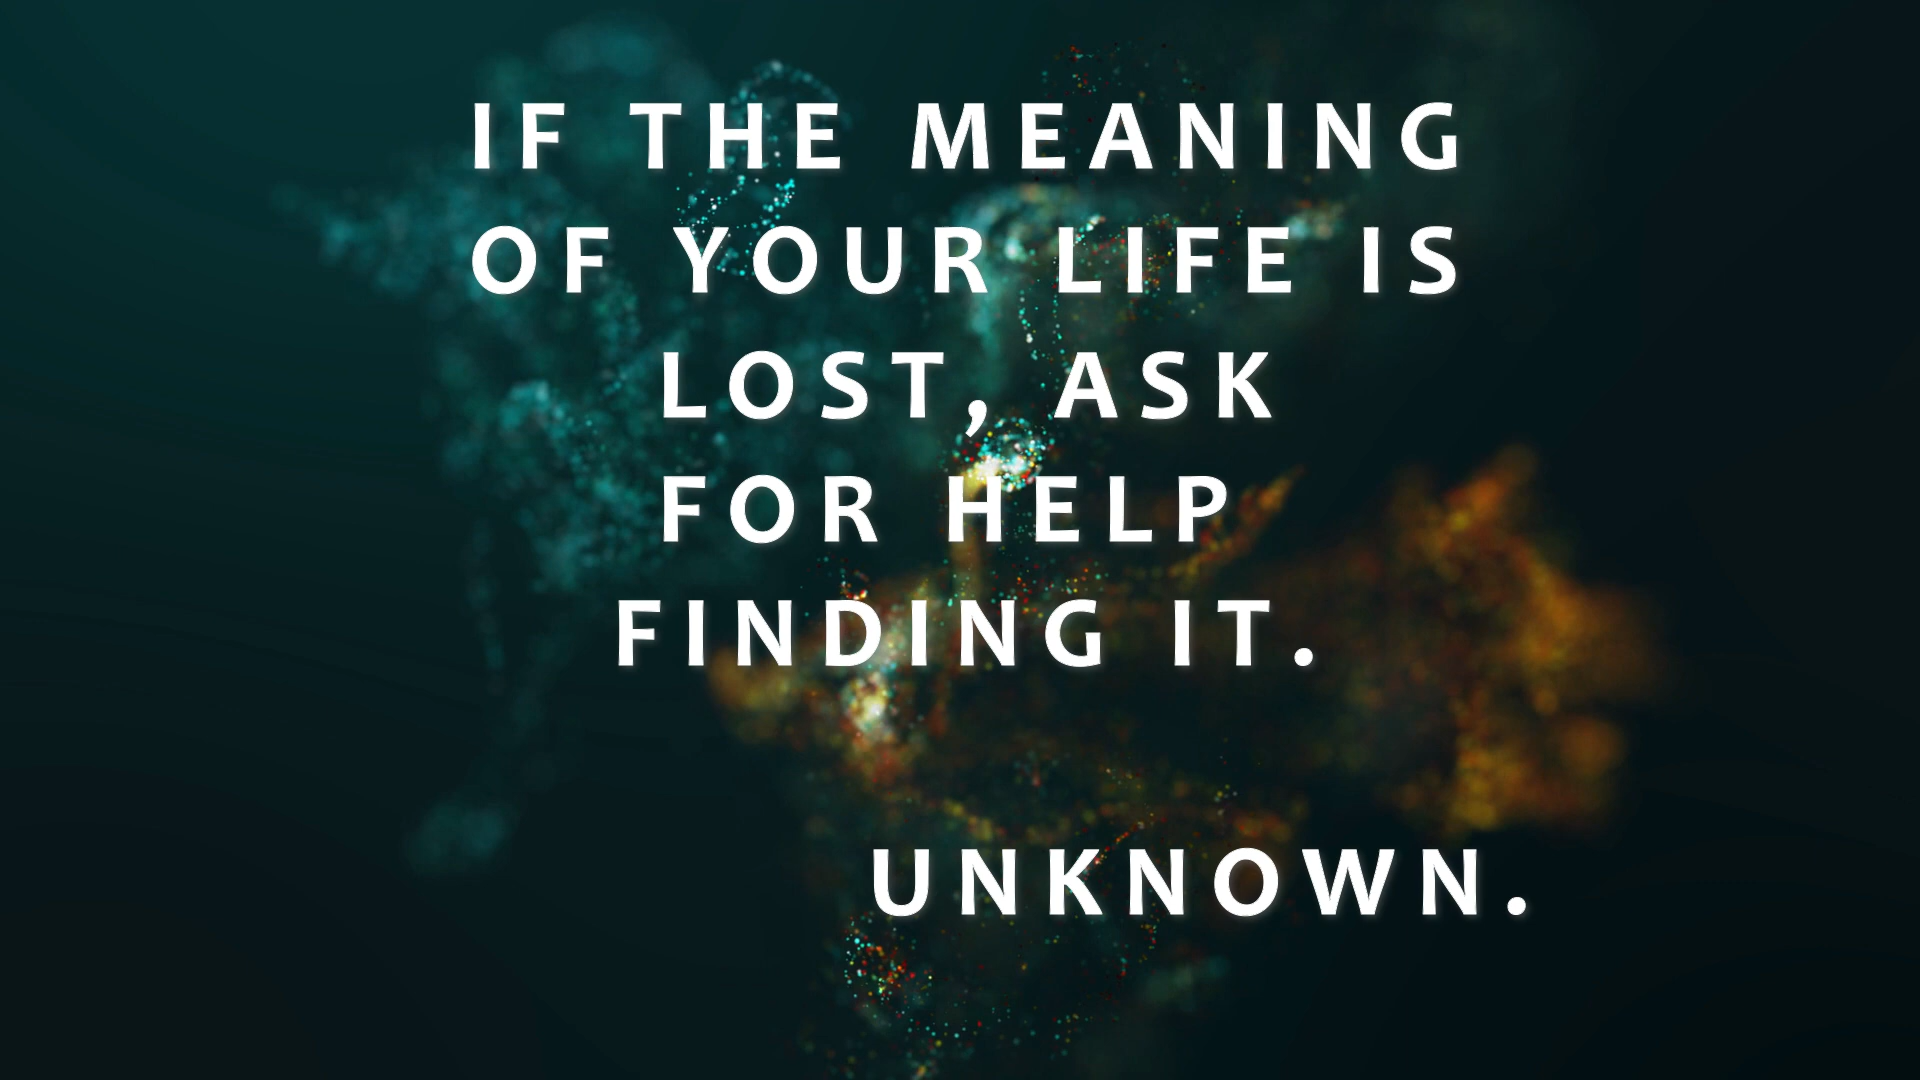 IF THE MEANING
OF YOUR LIFE IS
LOST, ASK
FOR HELP
FINDING IT.
UNKNOWN.